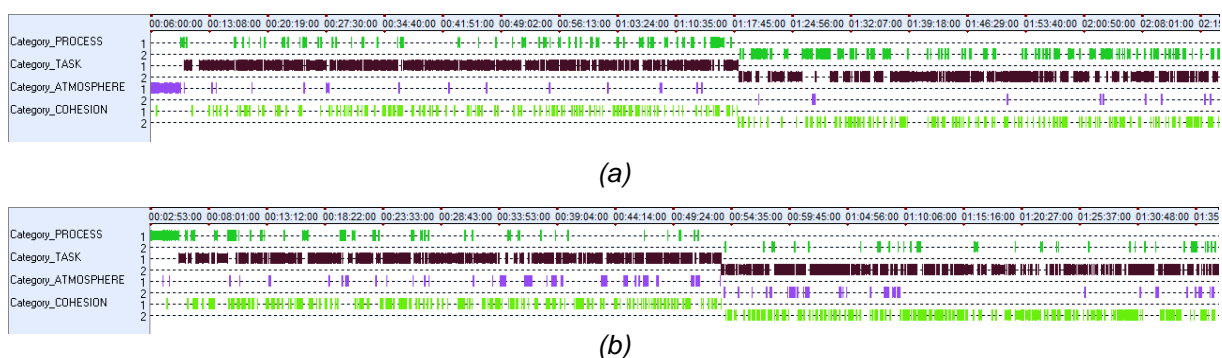 00:06:00:00 00:13:08:00 00:20:19:00 00:27:30:00 00:34:40:00 00:41:51:00 00:49:02:00 00:56:13:00 01:03:24:00 01:10:35:00 01:17:45:00 01:24:56:00 01:32:07:00 01:39:18:00 01:46:29:00 01:53:40:00 02:00:50:00 02:08:01:00 02:15
Category_PROCESS 1
2
Category_TASK 1
2
Category_ATMOSPHERE 1
2
Category_COHESION 1
2
(a)
00:02:53:00 00:08:01:00 00:13:12:00 00:18:22:00 00:23:33:00 00:28:43:00 00:33:53:00 00:39:04:00 00:44:14:00 00:49:24:00 00:54:35:00 00:59:45:00 01:04:56:00 01:10:06:00 01:15:16:00 01:20:27:00 01:25:37:00 01:30:48:00 01:35
Category_PROCESS 1
2
Category_TASK 1
2
Category_ATMOSPHERE 1
2
Category_COHESION 1
2
(b)